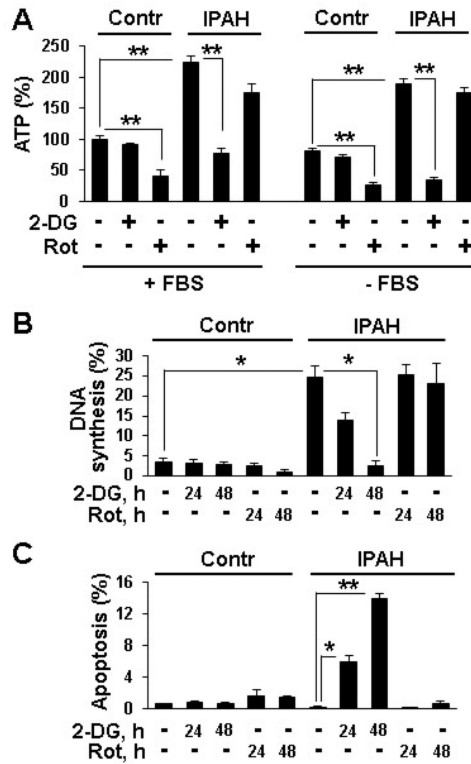 A
Contr IPAH
Contr IPAH
ATP (%)
250
200
150
100
50
0
** ** ** ** ** **
2-DG - + - - + - - + - - + -
Rot - - + - - + - - + - - +
+ FBS - FBS
B
Contr IPAH
DNA synthesis (%)
30
25
20
15
10
5
0
* *
2-DG, h - 24 48 - - - 24 48 - -
Rot, h - - - 24 48 - - - 24 48
C
Contr IPAH
Apoptosis (%)
16
12
8
4
0
**
*
2-DG, h - 24 48 - - - 24 48 - -
Rot, h - - - 24 48 - - - 24 48